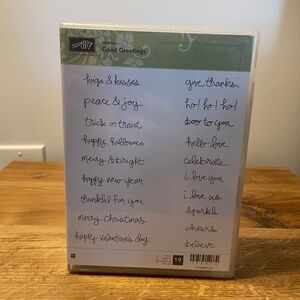 STAMPIN' UP!
Good Greetings
hugs & kisses
peace & joy
trick or treat
happy halloween
merry & bright
happy new year
thankful for you
merry christmas
happy valentine's day
give thanks
ho! ho! ho!
boo to you
hello love
celebrate
i love you
i love us
sparkle
cheers
believe
19